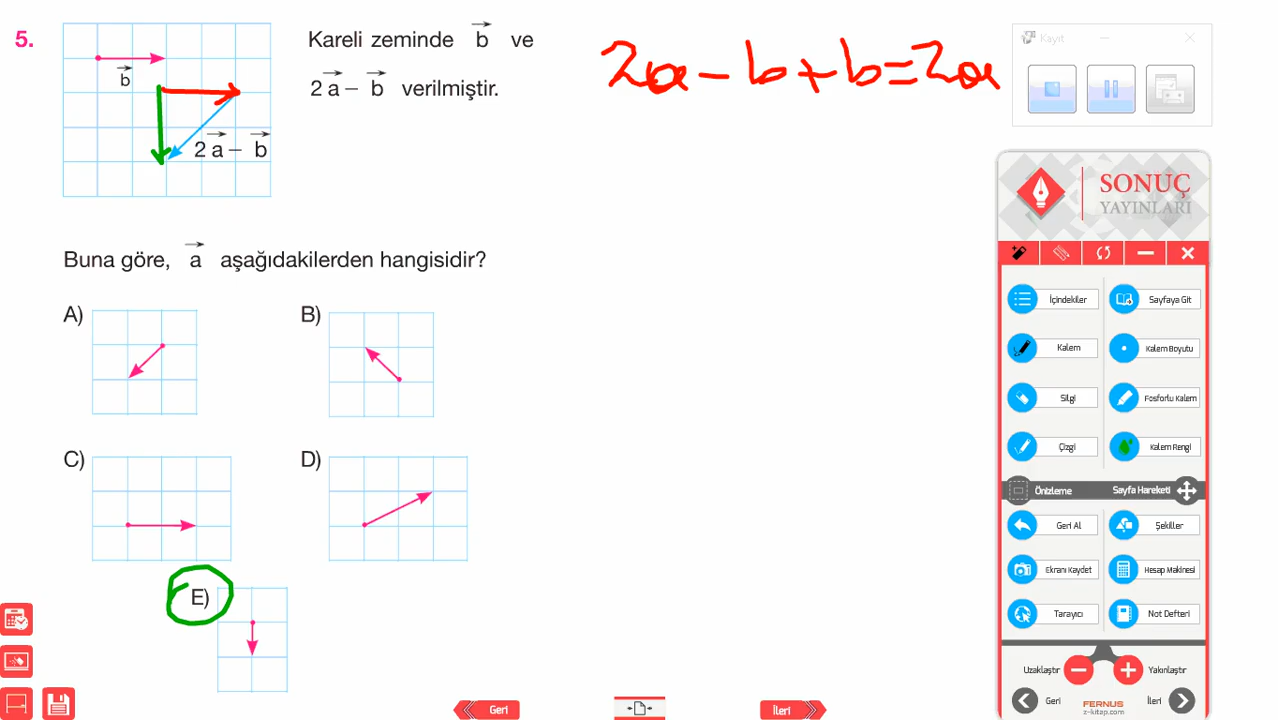 5.
Kareli zeminde b ve
2a − b verilmiştir.
b
2a − b
2a − b + b = 2a
Buna göre, a aşağıdakilerden hangisidir?
A)
B)
C)
D)
E)
Kayıt
SONUÇ
YAYINLARI
İçindekiler
Sayfaya Git
Kalem
Kalem Boyutu
Silgi
Fosforlu Kalem
Çizgi
Kalem Rengi
Önizleme
Sayfa Hareketi
Geri Al
Şekiller
Ekranı Kaydet
Hesap Makinesi
Tarayıcı
Not Defteri
Uzaklaştır
Yakınlaştır
Geri
FERNUS
z-kitap.com
İleri
Geri
İleri